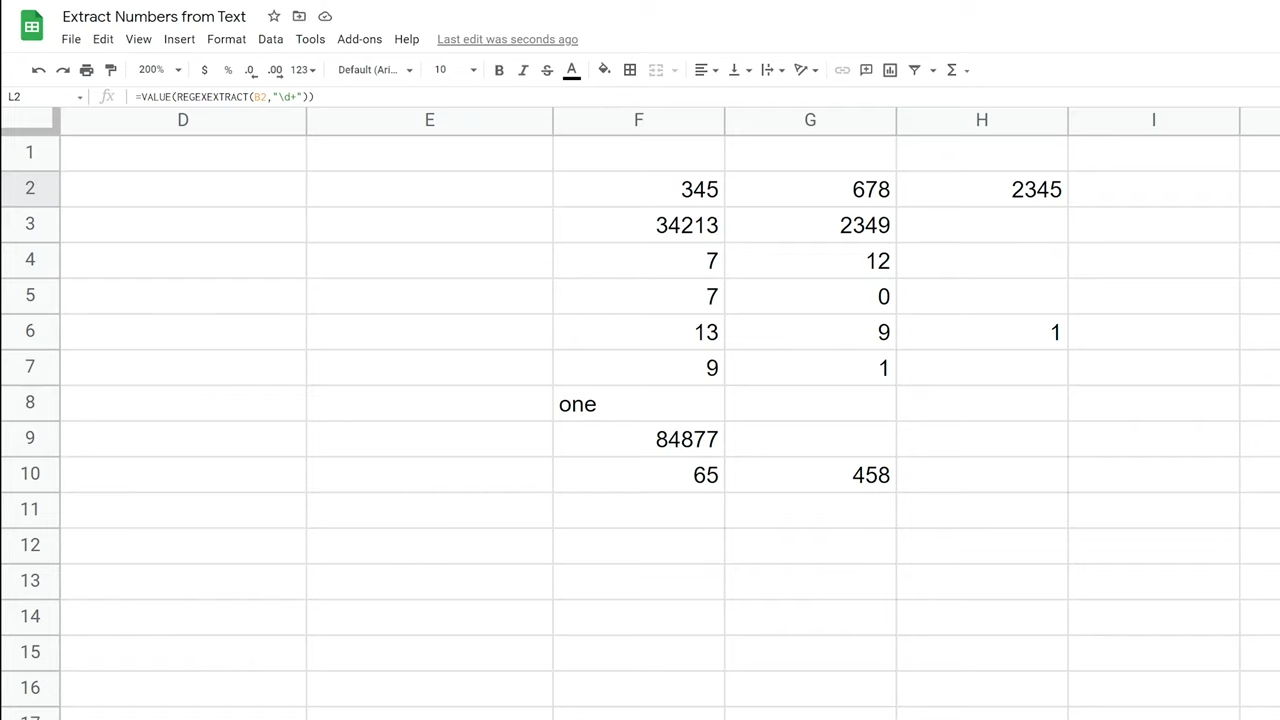 Extract Numbers from Text
File Edit View Insert Format Data Tools Add-ons Help Last edit was seconds ago
200% $ % .0 .00 123 Default (Ari... 10 B I S A Σ
L2 fx =VALUE(REGEXEXTRACT(B2,"\d+"))
D E F G H I
1
2 345 678 2345
3 34213 2349
4 7 12
5 7 0
6 13 9 1
7 9 1
8 one
9 84877
10 65 458
11
12
13
14
15
16
17